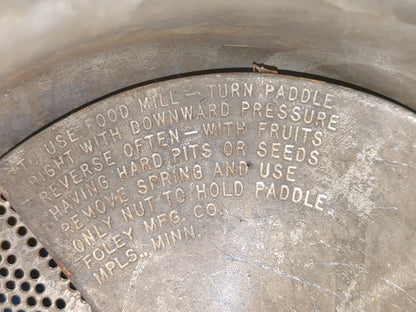 TO USE FOOD MILL — TURN PADDLE
RIGHT WITH DOWNWARD PRESSURE
REVERSE OFTEN — WITH FRUITS
HAVING HARD PITS OR SEEDS
REMOVE SPRING AND USE
ONLY NUT TO HOLD PADDLE
FOLEY MFG. CO.
MPLS., MINN.